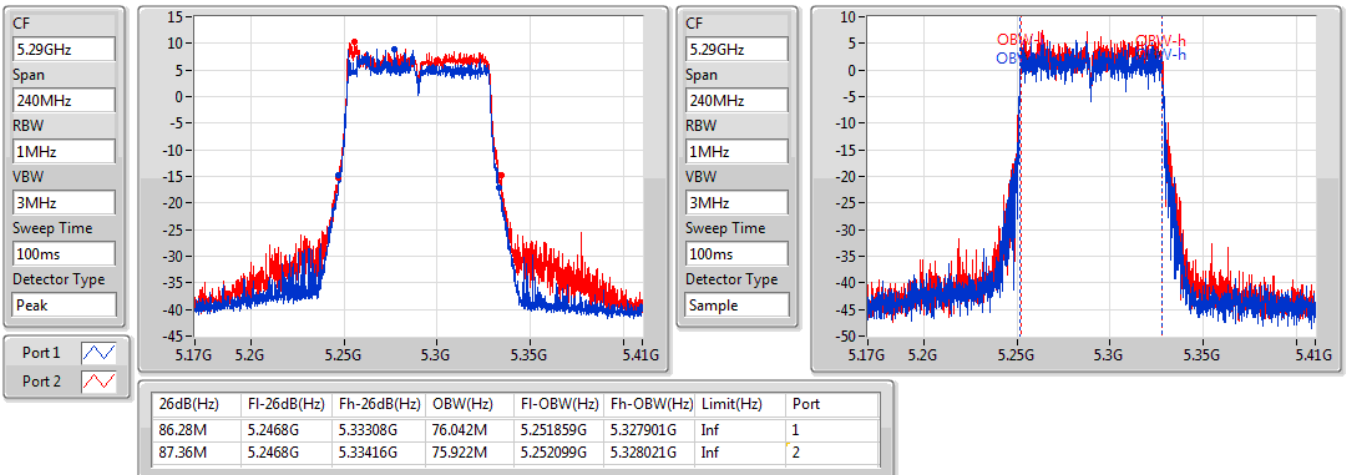 CF
5.29GHz
Span
240MHz
RBW
1MHz
VBW
3MHz
Sweep Time
100ms
Detector Type
Peak
15
10
5
0
-5
-10
-15
-20
-25
-30
-35
-40
-45
5.17G 5.2G 5.25G 5.3G 5.35G 5.41G
Port 1
Port 2
CF
5.29GHz
Span
240MHz
RBW
1MHz
VBW
3MHz
Sweep Time
100ms
Detector Type
Sample
10
5
0
-5
-10
-15
-20
-25
-30
-35
-40
-45
-50
OBW-h
5.17G 5.2G 5.25G 5.3G 5.35G 5.41G
26dB(Hz) Fl-26dB(Hz) Fh-26dB(Hz) OBW(Hz) Fl-OBW(Hz) Fh-OBW(Hz) Limit(Hz) Port
86.28M 5.2468G 5.33308G 76.042M 5.251859G 5.327901G Inf 1
87.36M 5.2468G 5.33416G 75.922M 5.252099G 5.328021G Inf 2